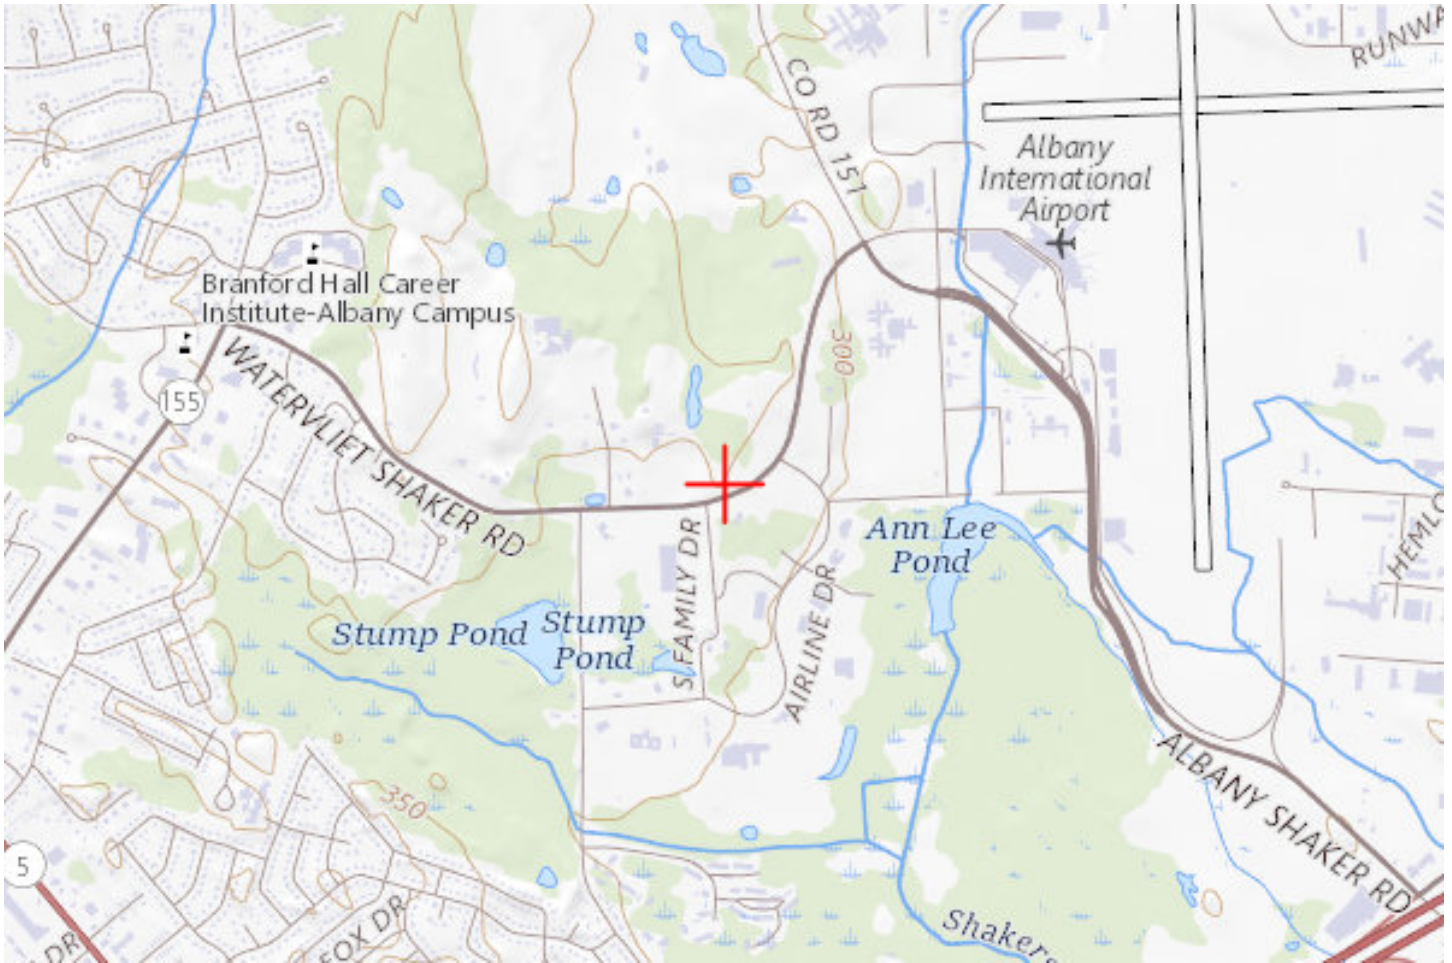 RUNWA
CO RD 151
Albany
International
Airport
Branford Hall Career
Institute-Albany Campus
155
WATERVLIET SHAKER RD
300
Ann Lee
Pond
HEMLO
Stump Pond
Stump
Pond
S FAMILY DR
AIRLINE DR
ALBANY SHAKER RD
350
5
FOX DR
DR
Shakers